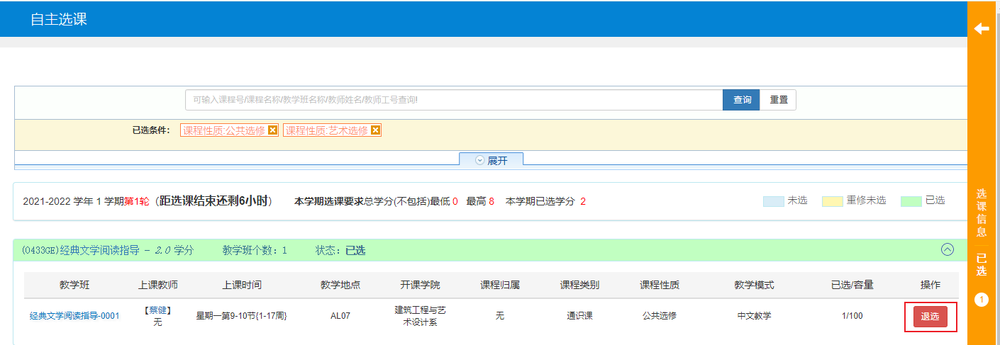 自主选课
可输入课程号/课程名称/教学班名称/教师姓名/教师工号查询! 查询 重置
已选条件： 课程性质:公共选修 课程性质:艺术选修
展开
2021-2022 学年 1 学期第1轮（距选课结束还剩6小时） 本学期选课要求总学分(不包括)最低 0 最高 8 本学期已选学分 2 未选 重修未选 已选
(0433GE)经典文学阅读指导 - 2.0 学分 教学班个数：1 状态：已选
教学班 上课教师 上课时间 教学地点 开课学院 课程归属 课程类别 课程性质 教学模式 已选/容量 操作
经典文学阅读指导-0001 【蔡健】 无 星期一第9-10节{1-17周} AL07 建筑工程与艺术设计系 无 通识课 公共选修 中文教学 1/100 退选
选课信息
已选
1